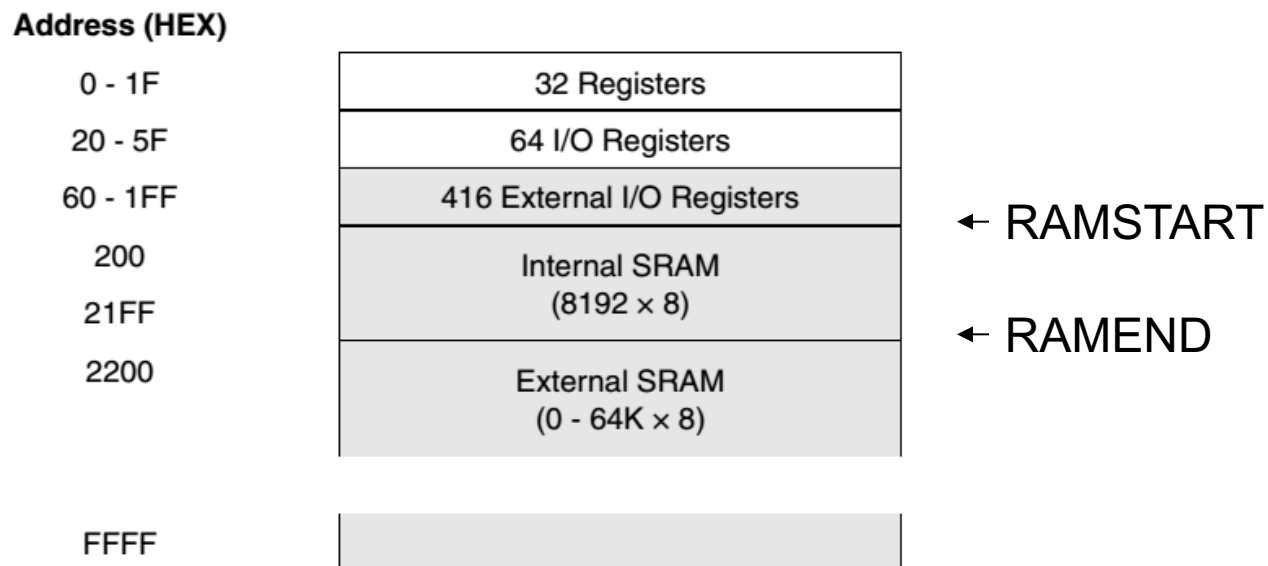 Address (HEX)
0 - 1F
32 Registers
20 - 5F
64 I/O Registers
60 - 1FF
416 External I/O Registers
← RAMSTART
200
Internal SRAM
(8192 × 8)
21FF
← RAMEND
2200
External SRAM
(0 - 64K × 8)
FFFF